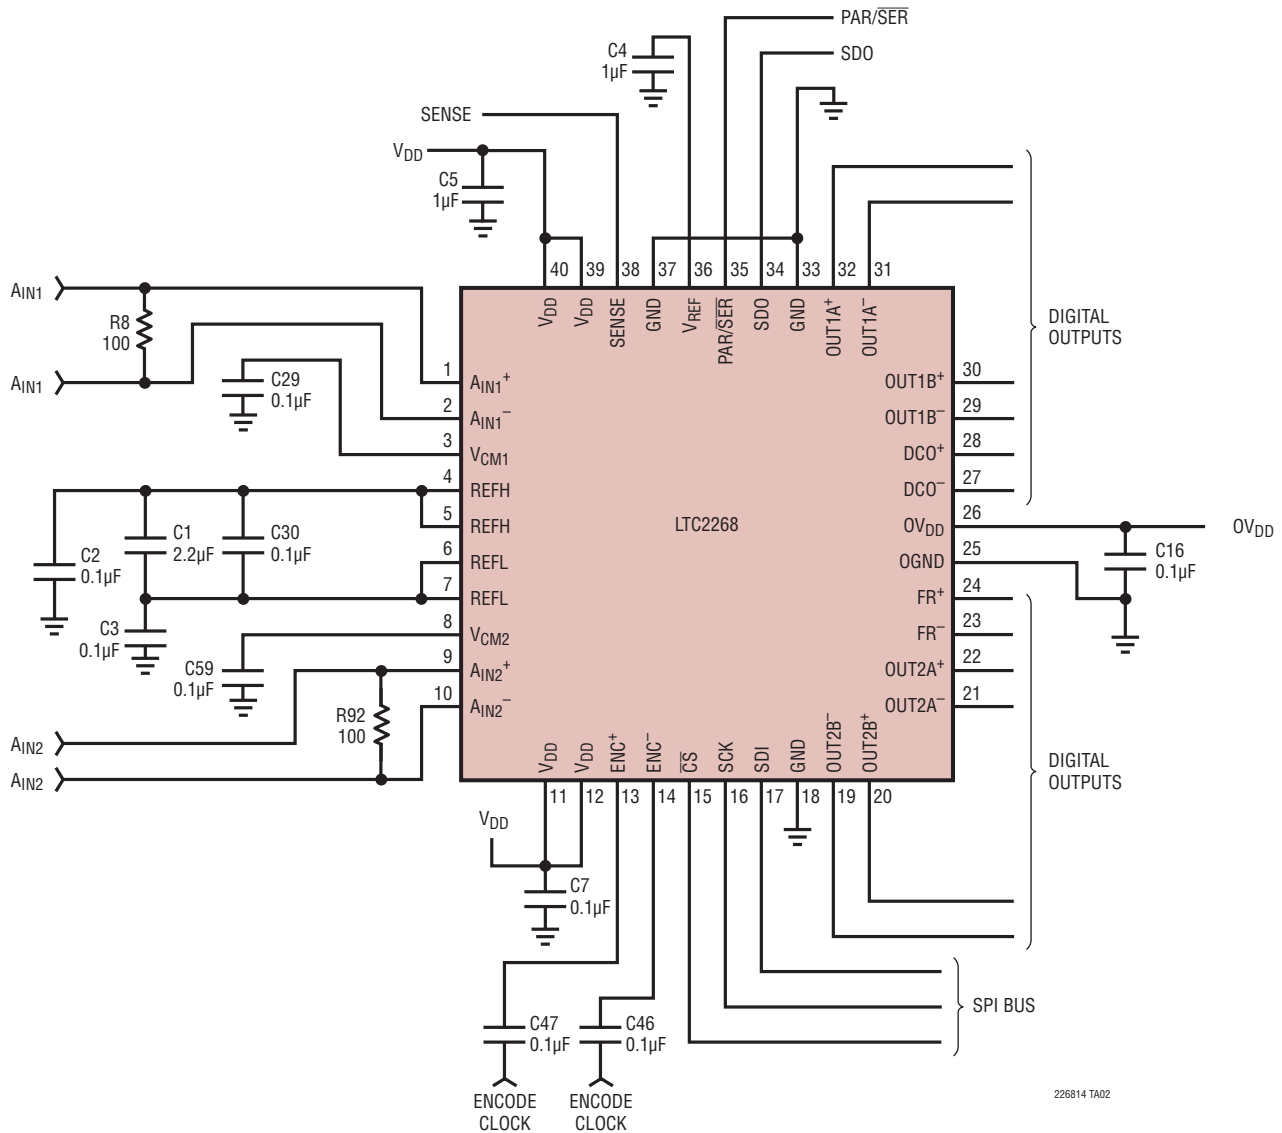 PAR/SER
C4
1µF
SDO
SENSE
VDD
C5
1µF
40 39 38 37 36 35 34 33 32 31
VDD VDD SENSE GND VREF PAR/SER SDO GND OUT1A+ OUT1A–
DIGITAL
OUTPUTS
AIN1
R8
100
AIN1
C29
0.1µF
1 AIN1+
2 AIN1–
3 VCM1
4 REFH
5 REFH
6 REFL
7 REFL
8 VCM2
9 AIN2+
10 AIN2–
LTC2268
OUT1B+ 30
OUT1B– 29
DCO+ 28
DCO– 27
OVDD 26
OGND 25
FR+ 24
FR– 23
OUT2A+ 22
OUT2A– 21
OVDD
C16
0.1µF
C2
0.1µF
C1
2.2µF
C30
0.1µF
C3
0.1µF
C59
0.1µF
R92
100
AIN2
AIN2
VDD VDD ENC+ ENC– CS SCK SDI GND OUT2B– OUT2B+
11 12 13 14 15 16 17 18 19 20
DIGITAL
OUTPUTS
VDD
C7
0.1µF
SPI BUS
C47
0.1µF
C46
0.1µF
ENCODE
CLOCK
ENCODE
CLOCK
226814 TA02